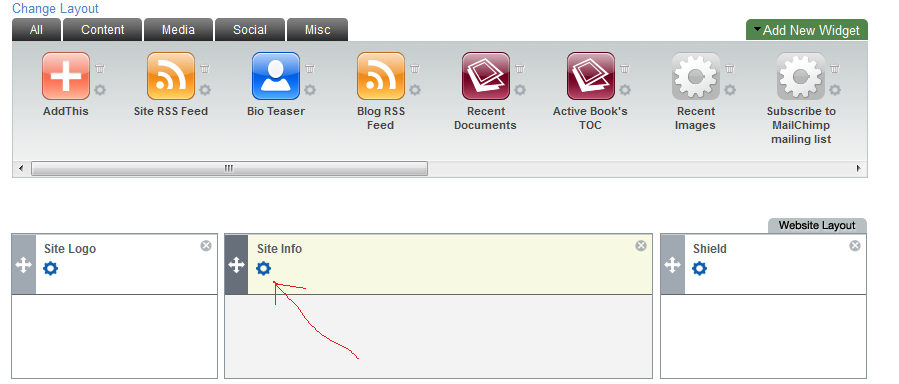 Change Layout
All Content Media Social Misc
Add New Widget
AddThis
Site RSS Feed
Bio Teaser
Blog RSS
Feed
Recent
Documents
Active Book's
TOC
Recent
Images
Subscribe to
MailChimp
mailing list
Website Layout
Site Logo
Site Info
Shield